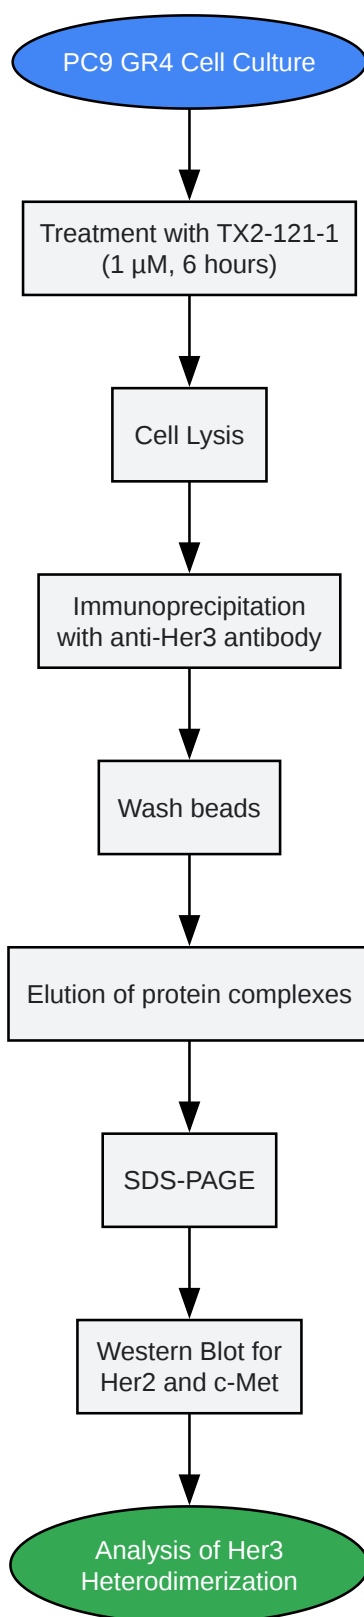 PC9 GR4 Cell Culture
Treatment with TX2-121-1
(1 µM, 6 hours)
Cell Lysis
Immunoprecipitation
with anti-Her3 antibody
Wash beads
Elution of protein complexes
SDS-PAGE
Western Blot for
Her2 and c-Met
Analysis of Her3
Heterodimerization